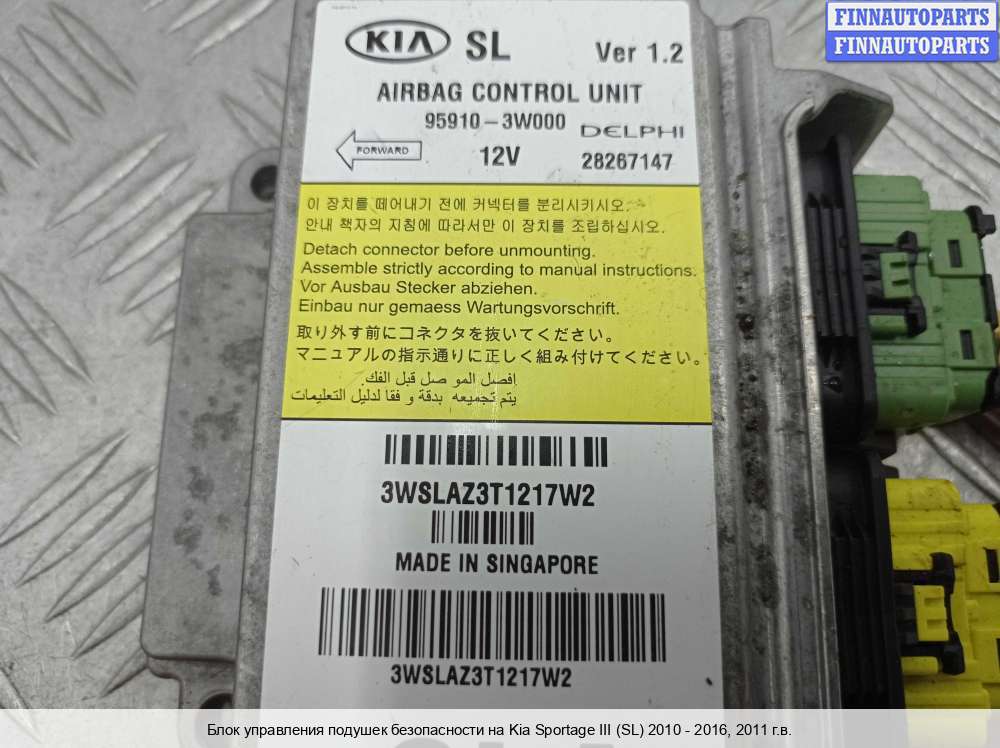 FINNAUTOPARTS
FINNAUTOPARTS
KIA SL Ver 1.2
AIRBAG CONTROL UNIT
95910-3W000 DELPHI
FORWARD 12V 28267147
이 장치를 떼어내기 전에 커넥터를 분리시키시오.
안내 책자의 지침에 따라서만 이 장치를 조립하십시오.
Detach connector before unmounting.
Assemble strictly according to manual instructions.
Vor Ausbau Stecker abziehen.
Einbau nur gemaess Wartungsvorschrift.
取り外す前にコネクタを抜いてください。
マニュアルの指示通りに正しく組み付けてください。
إفصل المو صل قبل الفك.
يتم تجميعه بدقة و فقا لدليل التعليمات
3WSLAZ3T1217W2
MADE IN SINGAPORE
3WSLAZ3T1217W2
Блок управления подушек безопасности на Kia Sportage III (SL) 2010 - 2016, 2011 г.в.